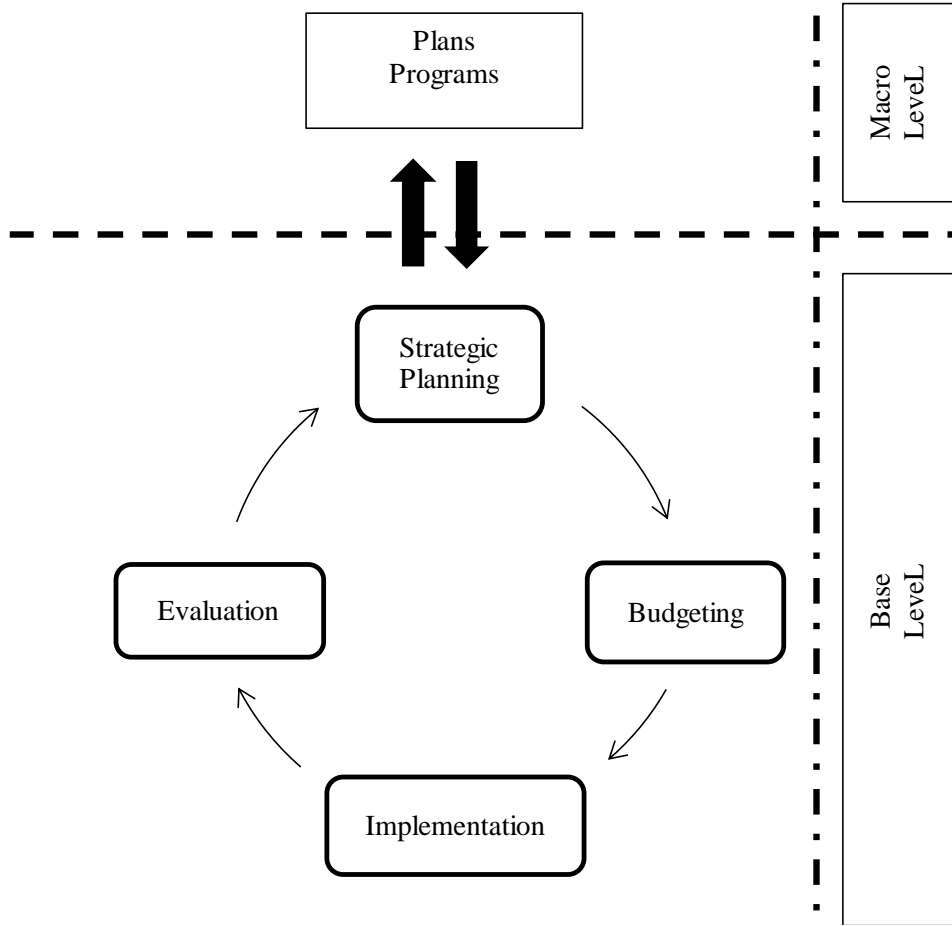 Plans
Programs
Macro
LeveL
Strategic
Planning
Evaluation
Budgeting
Base
LeveL
Implementation